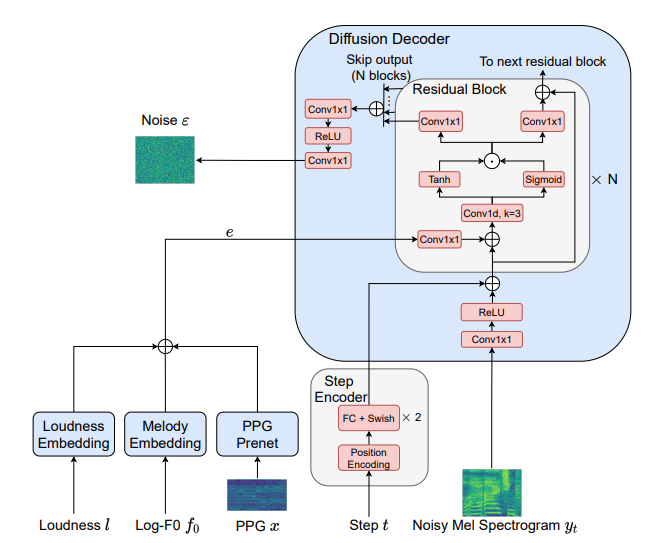 Diffusion Decoder
Skip output
(N blocks)
To next residual block
Residual Block
Conv1x1
Conv1x1
Conv1x1
ReLU
Conv1x1
Noise ε
Tanh
Sigmoid
× N
Conv1d, k=3
e
Conv1x1
ReLU
Conv1x1
Step
Encoder
FC + Swish
× 2
Position
Encoding
Loudness
Embedding
Melody
Embedding
PPG
Prenet
Loudness l
Log-F0 f₀
PPG x
Step t
Noisy Mel Spectrogram yₜ